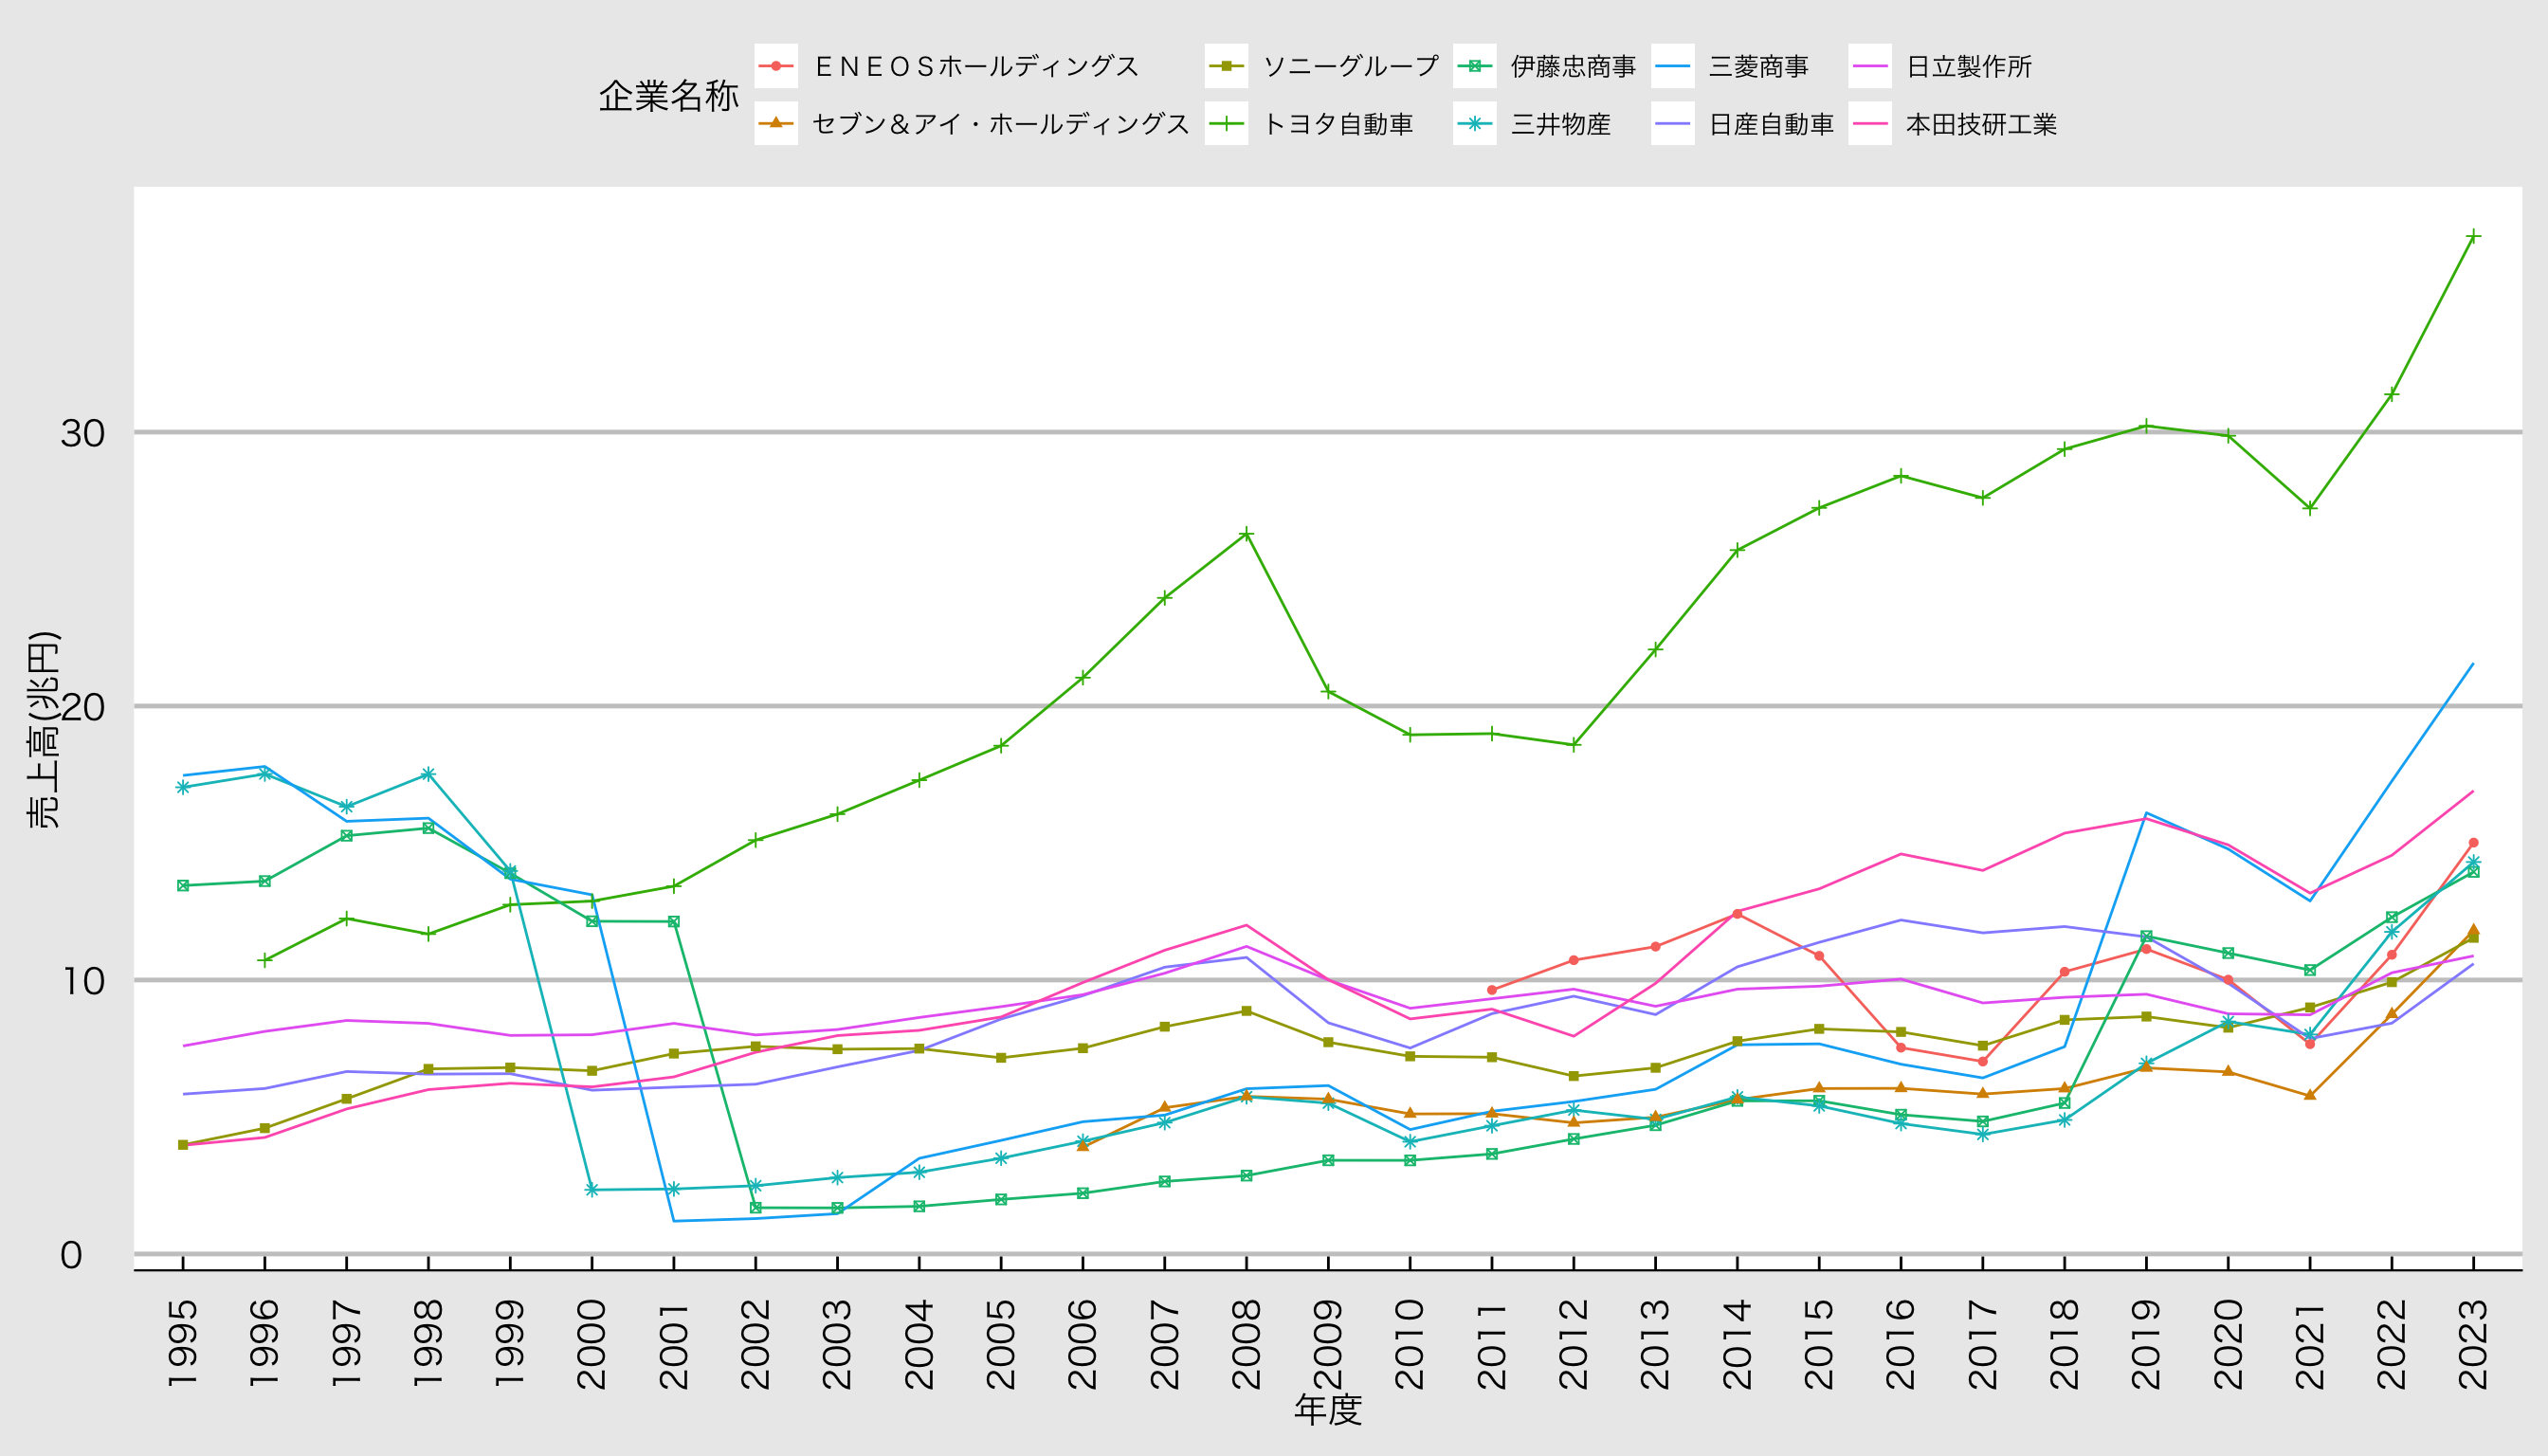 企業名称
ＥＮＥＯＳホールディングス ソニーグループ 伊藤忠商事 三菱商事 日立製作所
セブン＆アイ・ホールディングス トヨタ自動車 三井物産 日産自動車 本田技研工業
売上高(兆円)
30
20
10
0
1995 1996 1997 1998 1999 2000 2001 2002 2003 2004 2005 2006 2007 2008 2009 2010 2011 2012 2013 2014 2015 2016 2017 2018 2019 2020 2021 2022 2023
年度